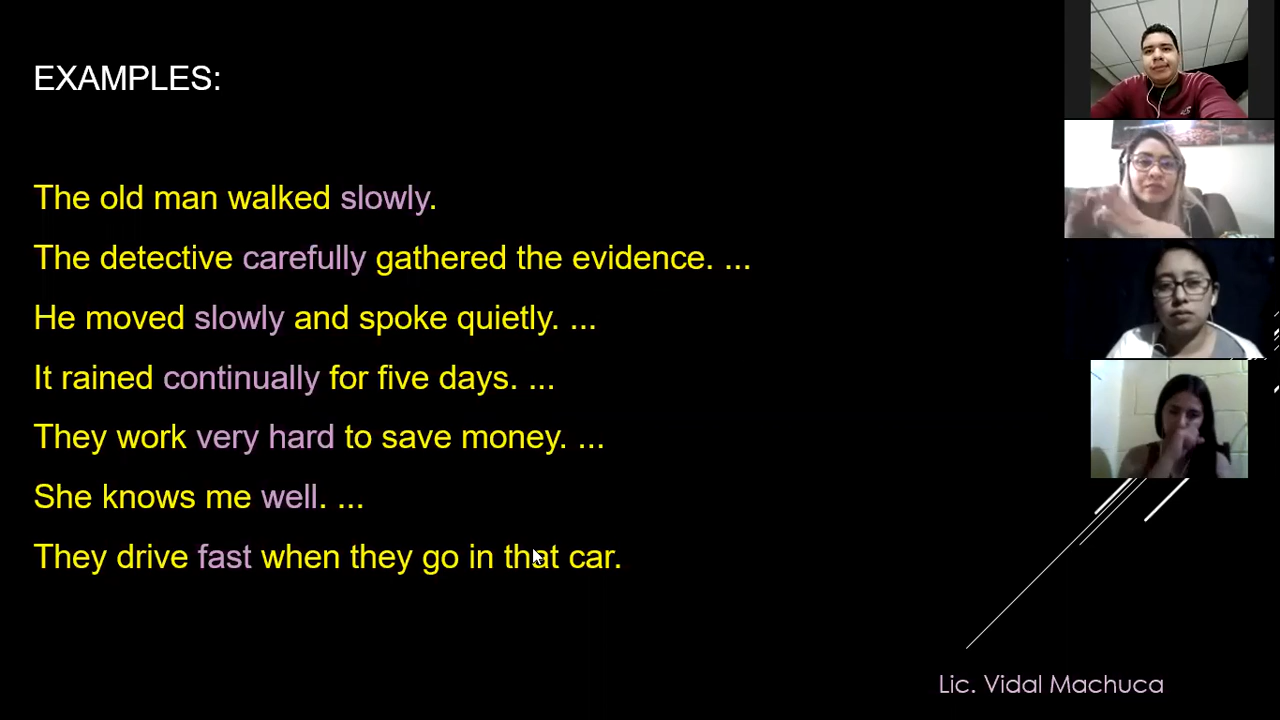 EXAMPLES:
The old man walked slowly.
The detective carefully gathered the evidence. ...
He moved slowly and spoke quietly. ...
It rained continually for five days. ...
They work very hard to save money. ...
She knows me well. ...
They drive fast when they go in that car.
Lic. Vidal Machuca